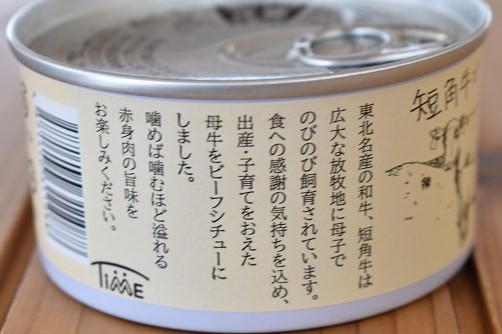 短角牛
東北名産の和牛、短角牛は
広大な放牧地に母子で
のびのび飼育されています。
食への感謝の気持ちを込め、
出産・子育てをおえた
母牛をビーフシチューに
しました。
噛めば噛むほど溢れる
赤身肉の旨味を
お楽しみください。
TIME